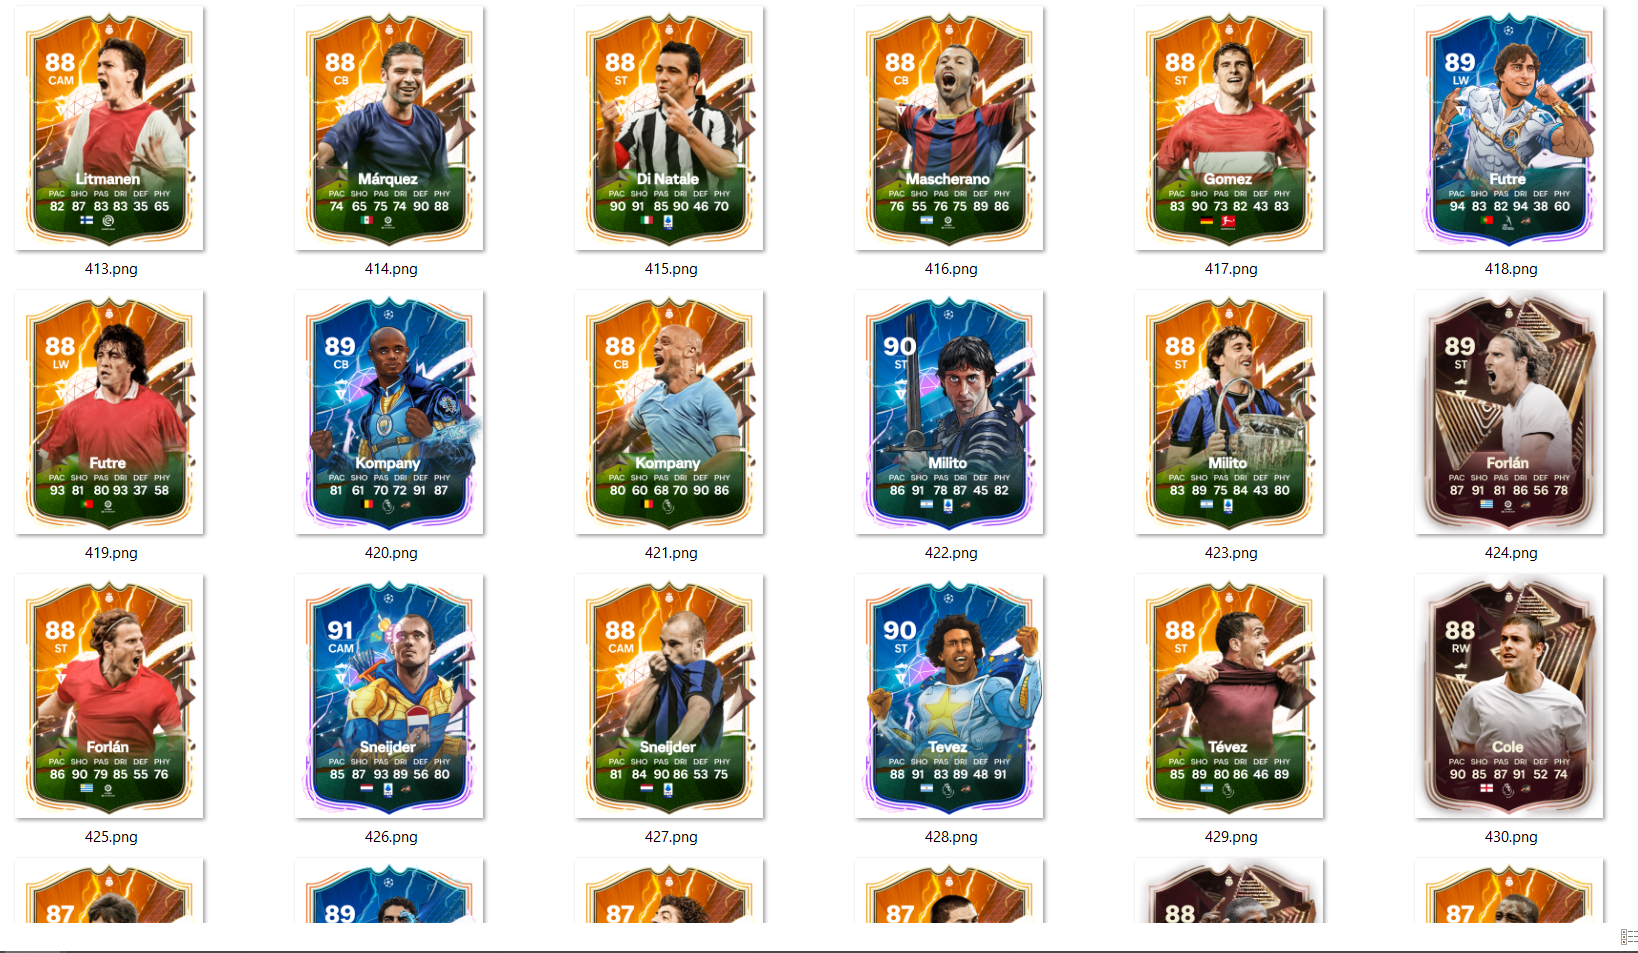 88
CAM
Litmanen
PAC SHO PAS DRI DEF PHY
82 87 83 83 35 65
413.png
88
CB
Márquez
PAC SHO PAS DRI DEF PHY
74 65 75 74 90 88
414.png
88
ST
Di Natale
PAC SHO PAS DRI DEF PHY
90 91 85 90 46 70
415.png
88
CB
Mascherano
PAC SHO PAS DRI DEF PHY
76 55 76 75 89 86
416.png
88
ST
Gomez
PAC SHO PAS DRI DEF PHY
83 90 73 82 43 83
417.png
89
LW
Futre
PAC SHO PAS DRI DEF PHY
94 83 82 94 38 60
418.png
88
LW
Futre
PAC SHO PAS DRI DEF PHY
93 81 80 93 37 58
419.png
89
CB
Kompany
PAC SHO PAS DRI DEF PHY
81 61 70 72 91 87
420.png
88
CB
Kompany
PAC SHO PAS DRI DEF PHY
80 60 68 70 90 86
421.png
90
ST
Milito
PAC SHO PAS DRI DEF PHY
86 91 78 87 45 82
422.png
88
ST
Milito
PAC SHO PAS DRI DEF PHY
83 89 75 84 43 80
423.png
89
ST
Forlán
PAC SHO PAS DRI DEF PHY
87 91 81 86 56 78
424.png
88
ST
Forlán
PAC SHO PAS DRI DEF PHY
86 90 79 85 55 76
425.png
91
CAM
Sneijder
PAC SHO PAS DRI DEF PHY
85 87 93 89 56 80
426.png
88
CAM
Sneijder
PAC SHO PAS DRI DEF PHY
81 84 90 86 53 75
427.png
90
ST
Tevez
PAC SHO PAS DRI DEF PHY
88 91 83 89 48 91
428.png
88
ST
Tévez
PAC SHO PAS DRI DEF PHY
85 89 80 86 46 89
429.png
88
RW
Cole
PAC SHO PAS DRI DEF PHY
90 85 87 91 52 74
430.png
87
89
87
87
88
87